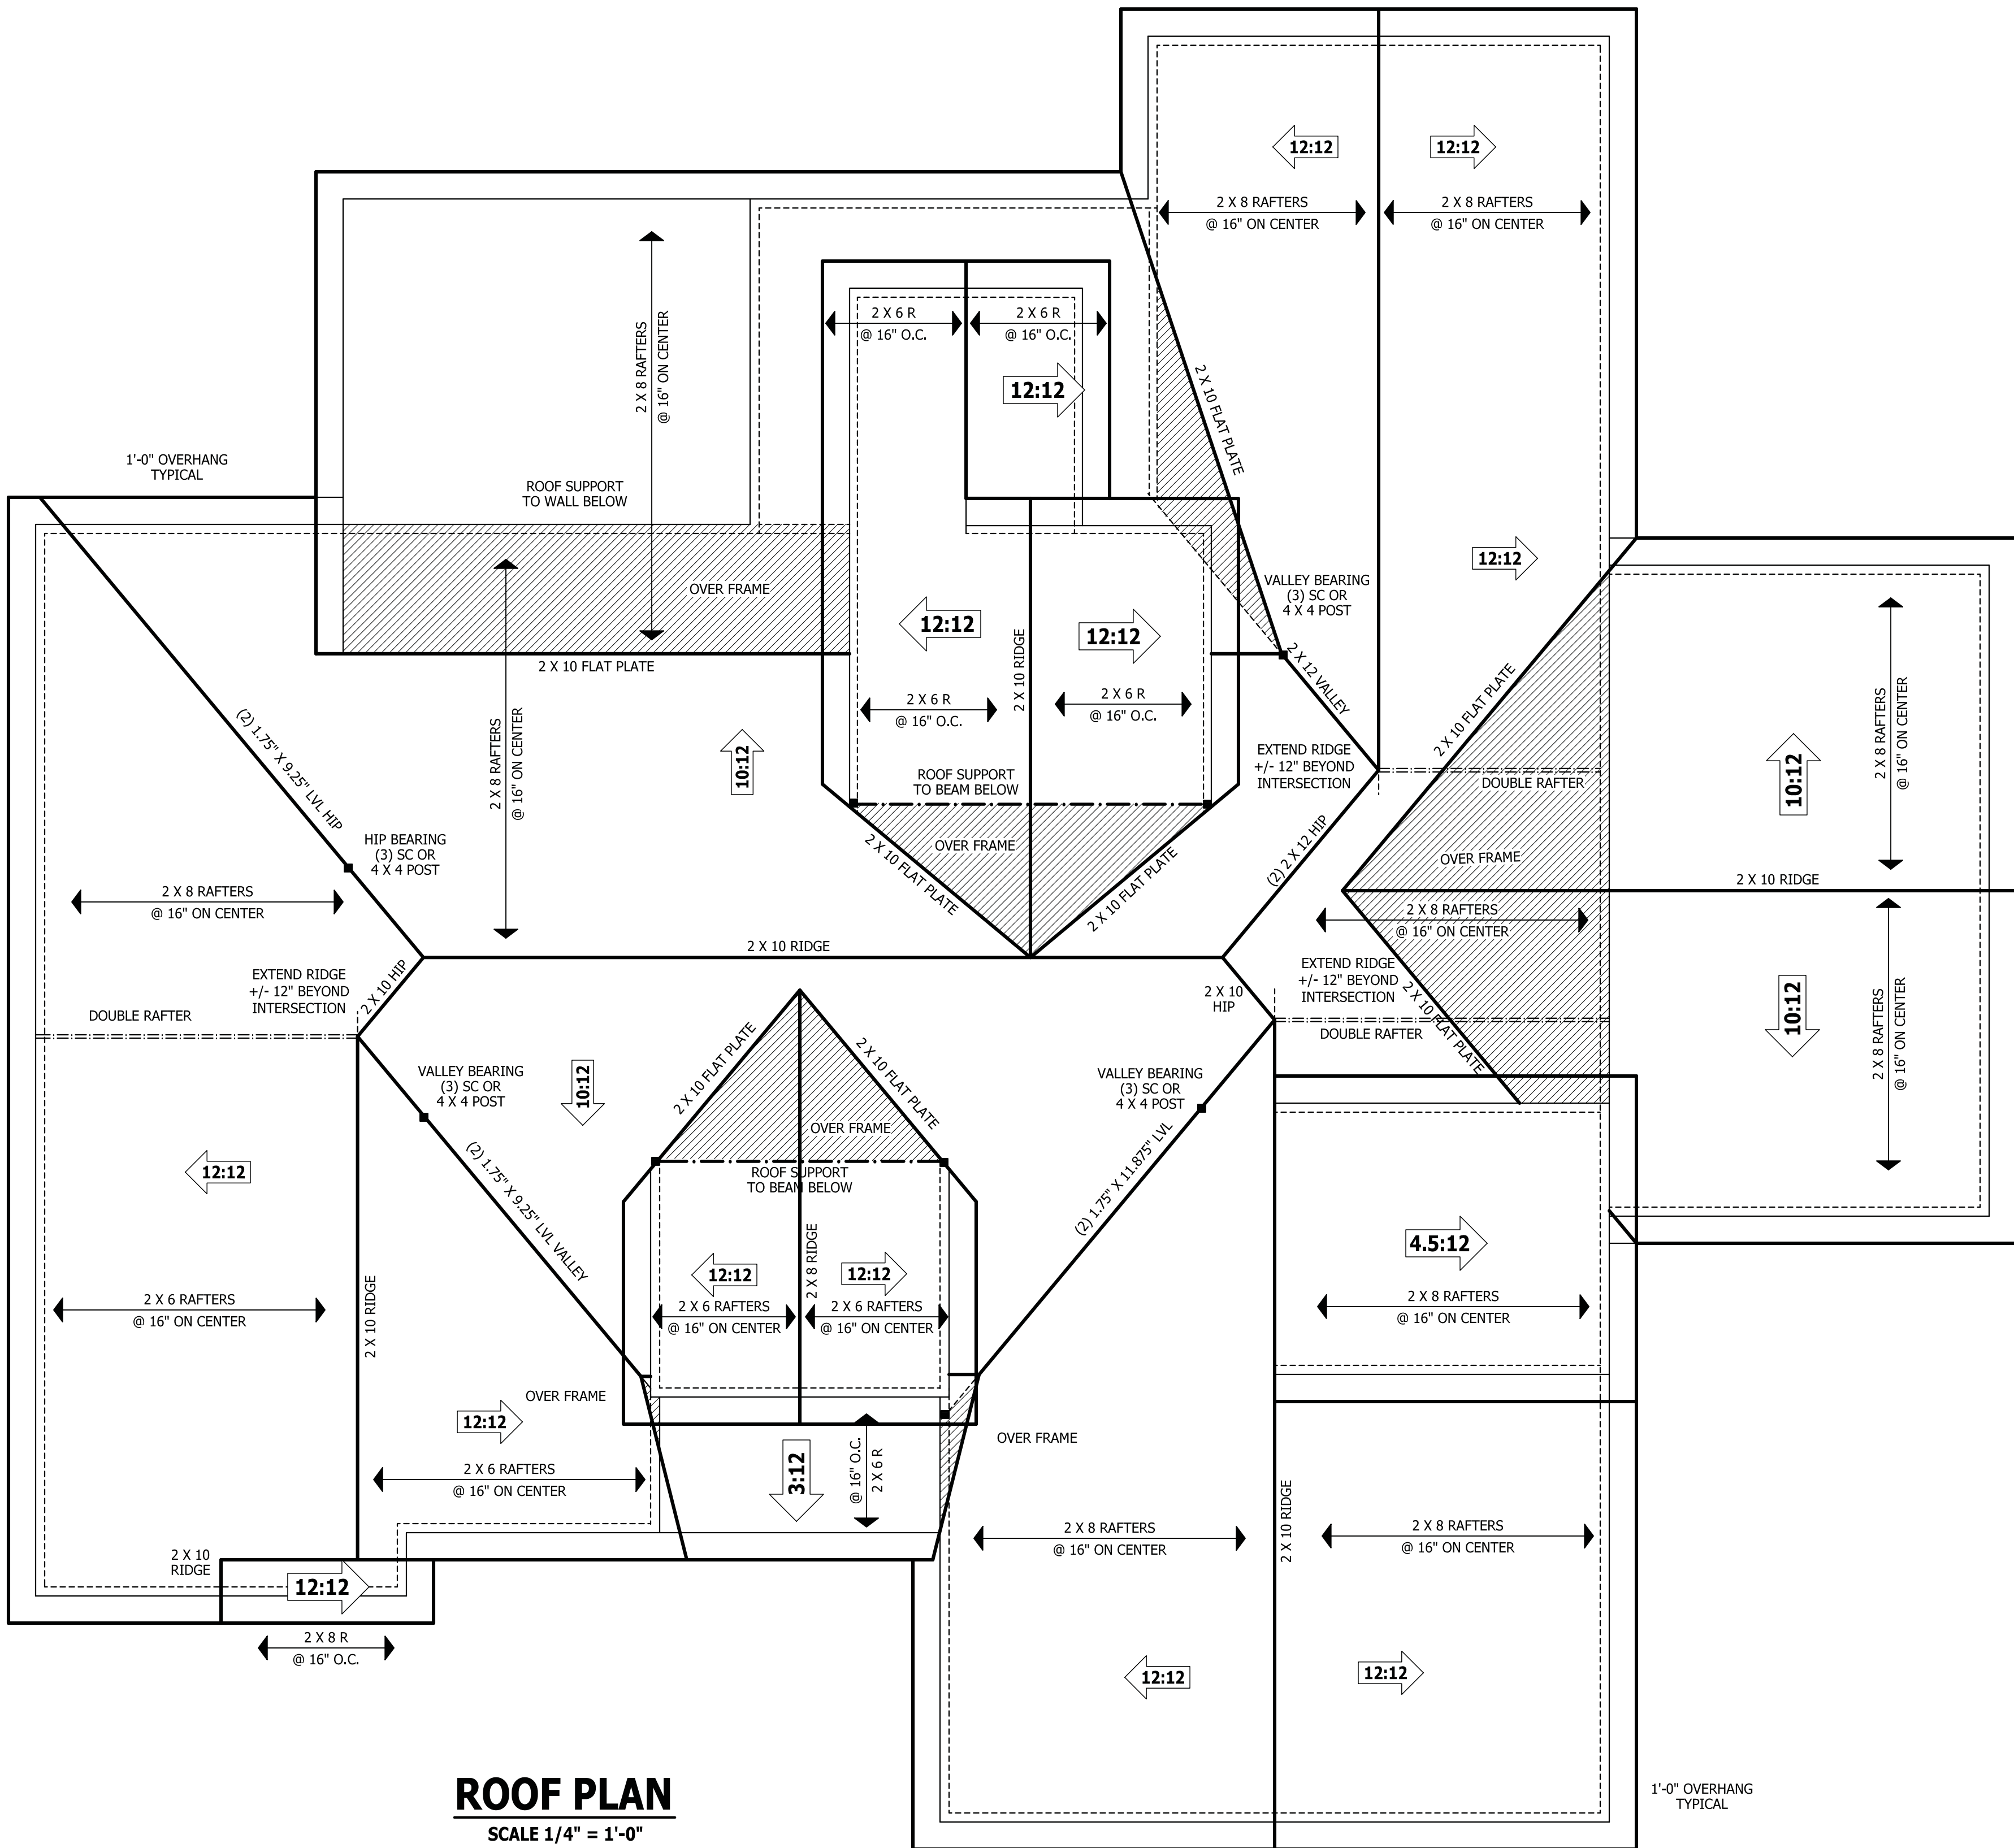 12:12
12:12
2 X 8 RAFTERS
@ 16" ON CENTER
2 X 8 RAFTERS
@ 16" ON CENTER
2 X 8 RAFTERS
@ 16" ON CENTER
2 X 6 R
@ 16" O.C.
2 X 6 R
@ 16" O.C.
12:12
2 X 10 FLAT PLATE
1'-0" OVERHANG
TYPICAL
ROOF SUPPORT
TO WALL BELOW
OVER FRAME
12:12
12:12
12:12
VALLEY BEARING
(3) SC OR
4 X 4 POST
2 X 10 FLAT PLATE
2 X 10 RIDGE
2 X 12 VALLEY
2 X 6 R
@ 16" O.C.
2 X 6 R
@ 16" O.C.
2 X 10 FLAT PLATE
2 X 8 RAFTERS
@ 16" ON CENTER
(2) 1.75" X 9.25" LVL HIP
2 X 8 RAFTERS
@ 16" ON CENTER
10:12
10:12
EXTEND RIDGE
+/- 12" BEYOND
INTERSECTION
DOUBLE RAFTER
ROOF SUPPORT
TO BEAM BELOW
HIP BEARING
(3) SC OR
4 X 4 POST
OVER FRAME
2 X 10 FLAT PLATE
2 X 10 FLAT PLATE
(2) 2 X 12 HIP
OVER FRAME
2 X 10 RIDGE
2 X 8 RAFTERS
@ 16" ON CENTER
2 X 8 RAFTERS
@ 16" ON CENTER
2 X 10 RIDGE
EXTEND RIDGE
+/- 12" BEYOND
INTERSECTION
2 X 10 HIP
DOUBLE RAFTER
2 X 10
HIP
EXTEND RIDGE
+/- 12" BEYOND
INTERSECTION
2 X 10 FLAT PLATE
DOUBLE RAFTER
10:12
2 X 8 RAFTERS
@ 16" ON CENTER
VALLEY BEARING
(3) SC OR
4 X 4 POST
10:12
2 X 10 FLAT PLATE
2 X 10 FLAT PLATE
OVER FRAME
VALLEY BEARING
(3) SC OR
4 X 4 POST
ROOF SUPPORT
TO BEAM BELOW
12:12
(2) 1.75" X 9.25" LVL VALLEY
(2) 1.75" X 11.875" LVL
2 X 8 RIDGE
12:12
12:12
4.5:12
2 X 6 RAFTERS
@ 16" ON CENTER
2 X 10 RIDGE
2 X 6 RAFTERS
@ 16" ON CENTER
2 X 6 RAFTERS
@ 16" ON CENTER
2 X 8 RAFTERS
@ 16" ON CENTER
OVER FRAME
12:12
OVER FRAME
2 X 6 RAFTERS
@ 16" ON CENTER
3:12
@ 16" O.C.
2 X 6 R
2 X 10 RIDGE
2 X 8 RAFTERS
@ 16" ON CENTER
2 X 8 RAFTERS
@ 16" ON CENTER
2 X 10
RIDGE
12:12
2 X 8 R
@ 16" O.C.
12:12
12:12
ROOF PLAN
SCALE 1/4" = 1'-0"
1'-0" OVERHANG
TYPICAL